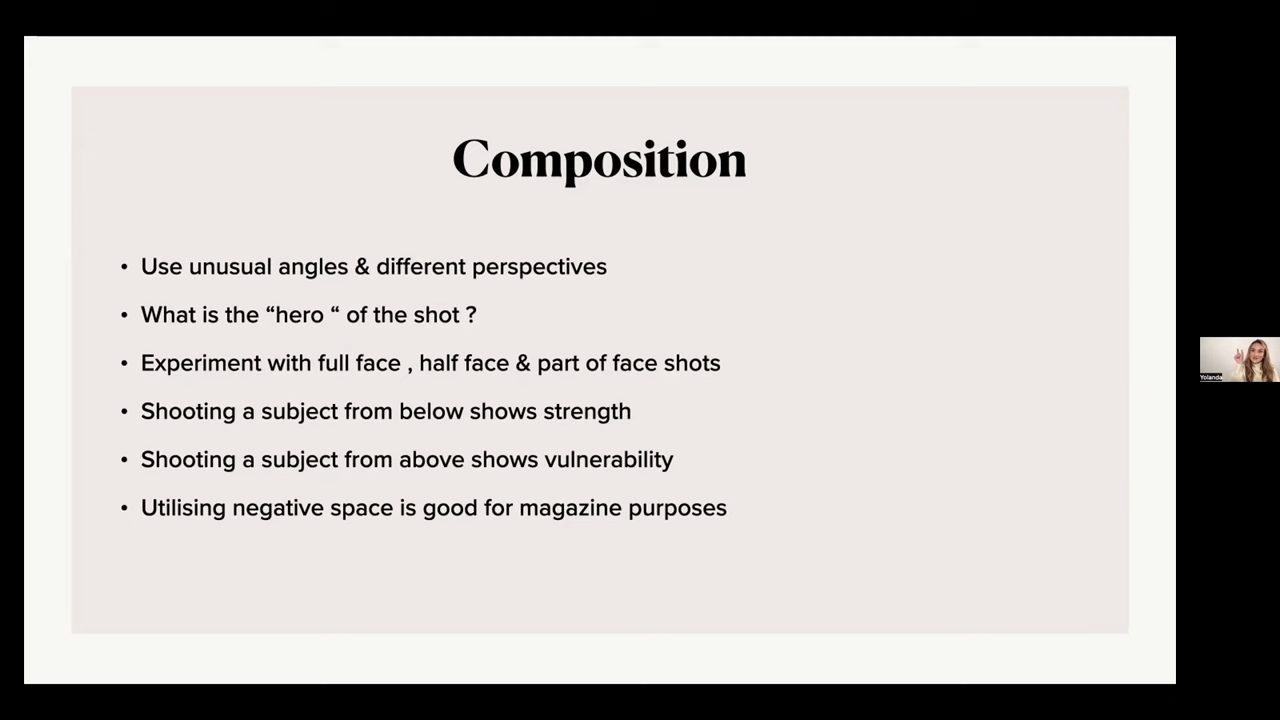 Composition
• Use unusual angles & different perspectives
• What is the “hero “ of the shot ?
• Experiment with full face , half face & part of face shots
• Shooting a subject from below shows strength
• Shooting a subject from above shows vulnerability
• Utilising negative space is good for magazine purposes
Yolanda